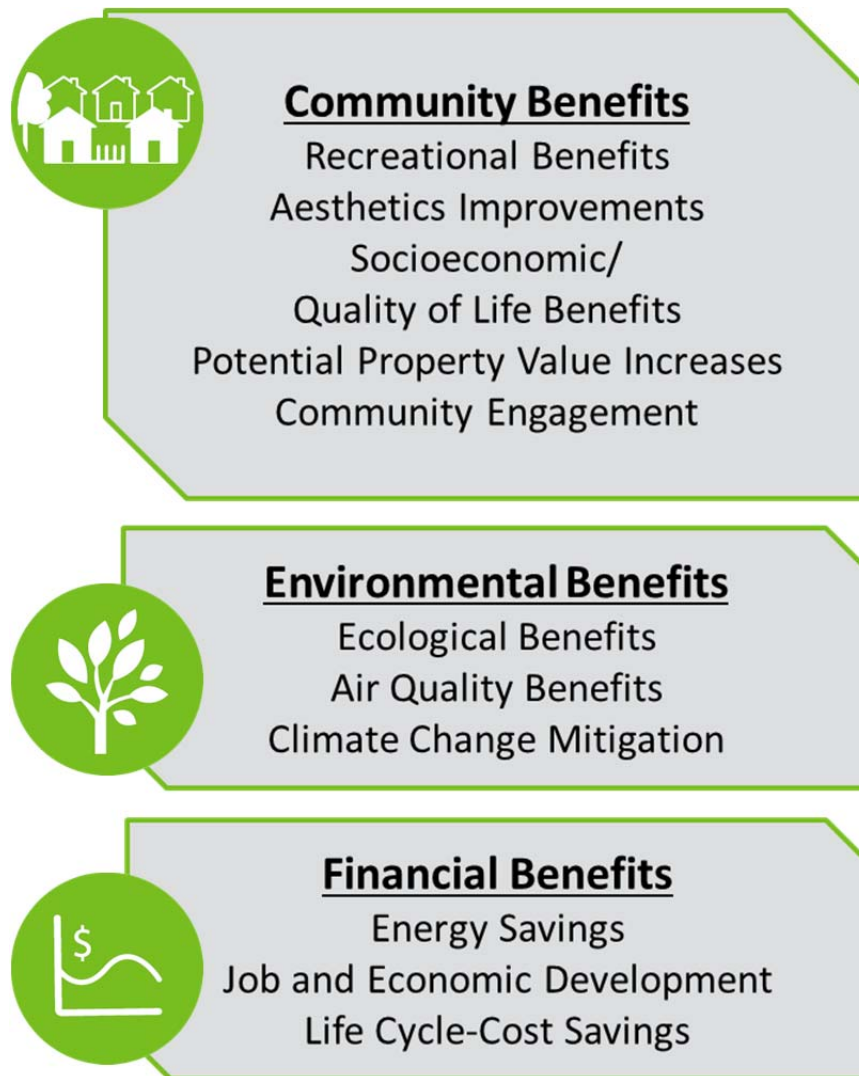 Community Benefits
Recreational Benefits
Aesthetics Improvements
Socioeconomic/
Quality of Life Benefits
Potential Property Value Increases
Community Engagement
Environmental Benefits
Ecological Benefits
Air Quality Benefits
Climate Change Mitigation
$
Financial Benefits
Energy Savings
Job and Economic Development
Life Cycle-Cost Savings